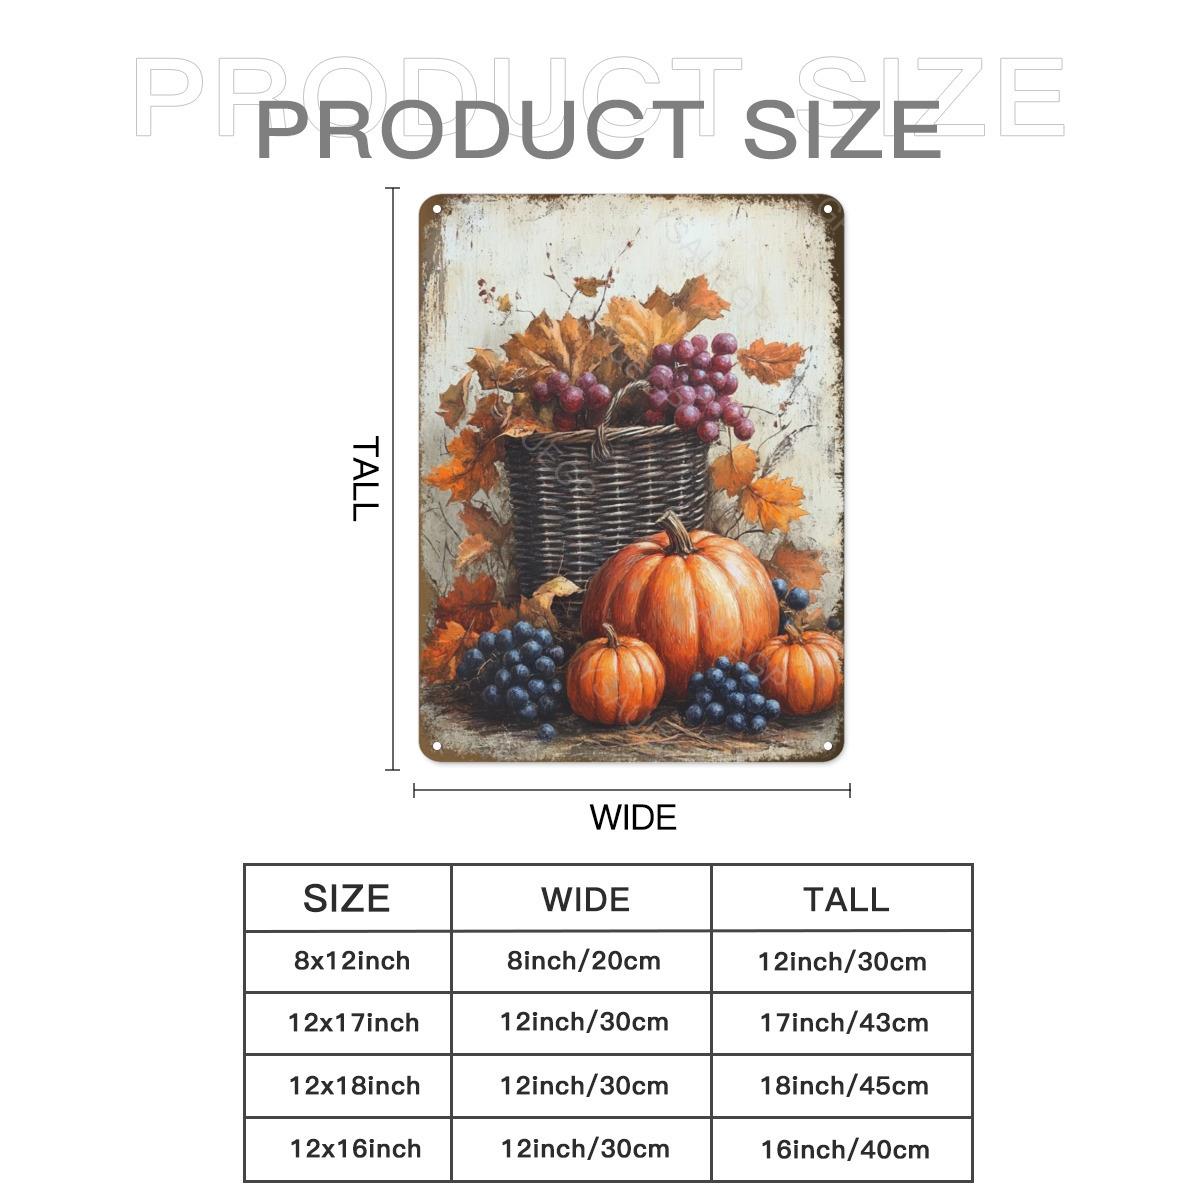 PRODUCT SIZE
PRODUCT SIZE
TALL
WIDE
SIZE WIDE TALL
8x12inch 8inch/20cm 12inch/30cm
12x17inch 12inch/30cm 17inch/43cm
12x18inch 12inch/30cm 18inch/45cm
12x16inch 12inch/30cm 16inch/40cm